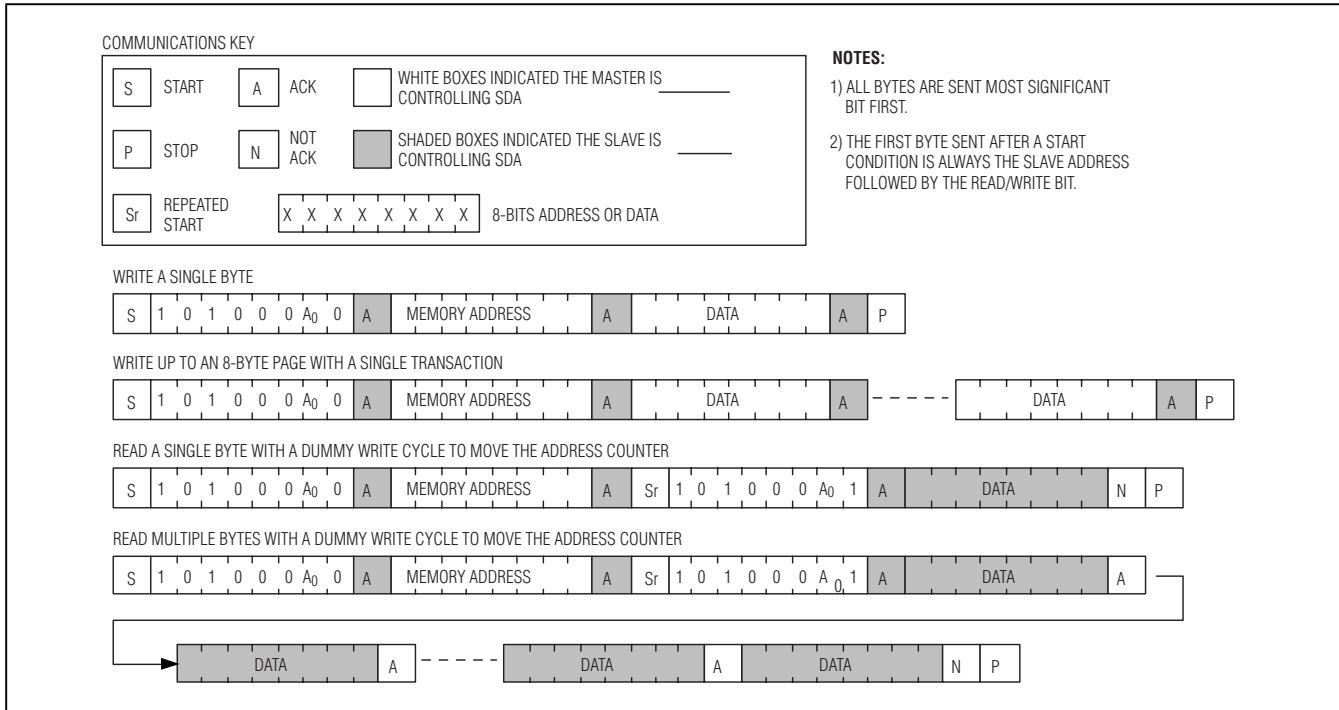 COMMUNICATIONS KEY
S START A ACK WHITE BOXES INDICATED THE MASTER IS
CONTROLLING SDA
P STOP N NOT
ACK SHADED BOXES INDICATED THE SLAVE IS
CONTROLLING SDA
Sr REPEATED
START X X X X X X X X 8-BITS ADDRESS OR DATA
NOTES:
1) ALL BYTES ARE SENT MOST SIGNIFICANT
BIT FIRST.
2) THE FIRST BYTE SENT AFTER A START
CONDITION IS ALWAYS THE SLAVE ADDRESS
FOLLOWED BY THE READ/WRITE BIT.
WRITE A SINGLE BYTE
S 1 0 1 0 0 0 A0 0 A MEMORY ADDRESS A DATA A P
WRITE UP TO AN 8-BYTE PAGE WITH A SINGLE TRANSACTION
S 1 0 1 0 0 0 A0 0 A MEMORY ADDRESS A DATA A DATA A P
READ A SINGLE BYTE WITH A DUMMY WRITE CYCLE TO MOVE THE ADDRESS COUNTER
S 1 0 1 0 0 0 A0 0 A MEMORY ADDRESS A Sr 1 0 1 0 0 0 A0 1 A DATA N P
READ MULTIPLE BYTES WITH A DUMMY WRITE CYCLE TO MOVE THE ADDRESS COUNTER
S 1 0 1 0 0 0 A0 0 A MEMORY ADDRESS A Sr 1 0 1 0 0 0 A0 1 A DATA A
DATA A DATA A DATA N P